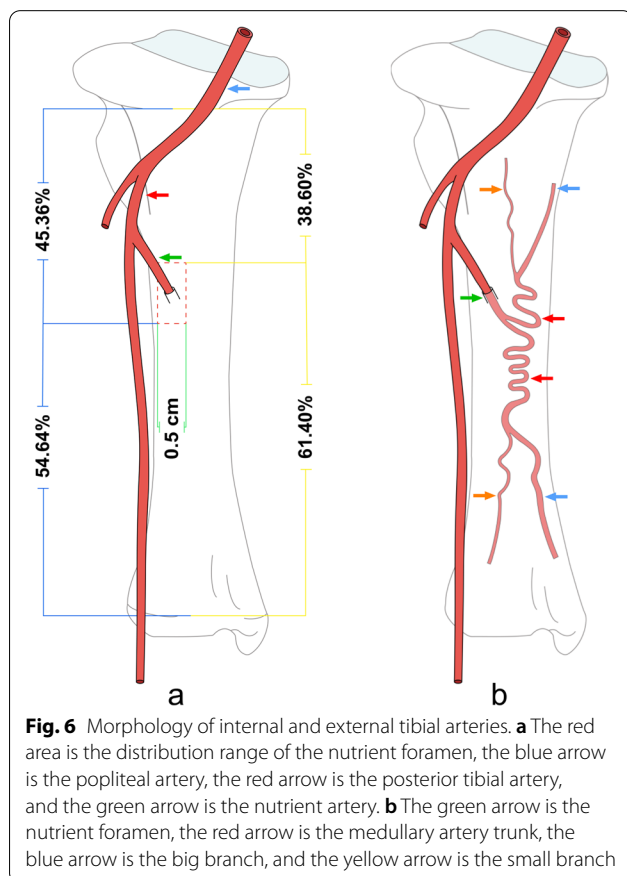 45.36%
38.60%
54.64%
0.5 cm
61.40%
a
b
Fig. 6 Morphology of internal and external tibial arteries. a The red
area is the distribution range of the nutrient foramen, the blue arrow
is the popliteal artery, the red arrow is the posterior tibial artery,
and the green arrow is the nutrient artery. b The green arrow is the
nutrient foramen, the red arrow is the medullary artery trunk, the
blue arrow is the big branch, and the yellow arrow is the small branch